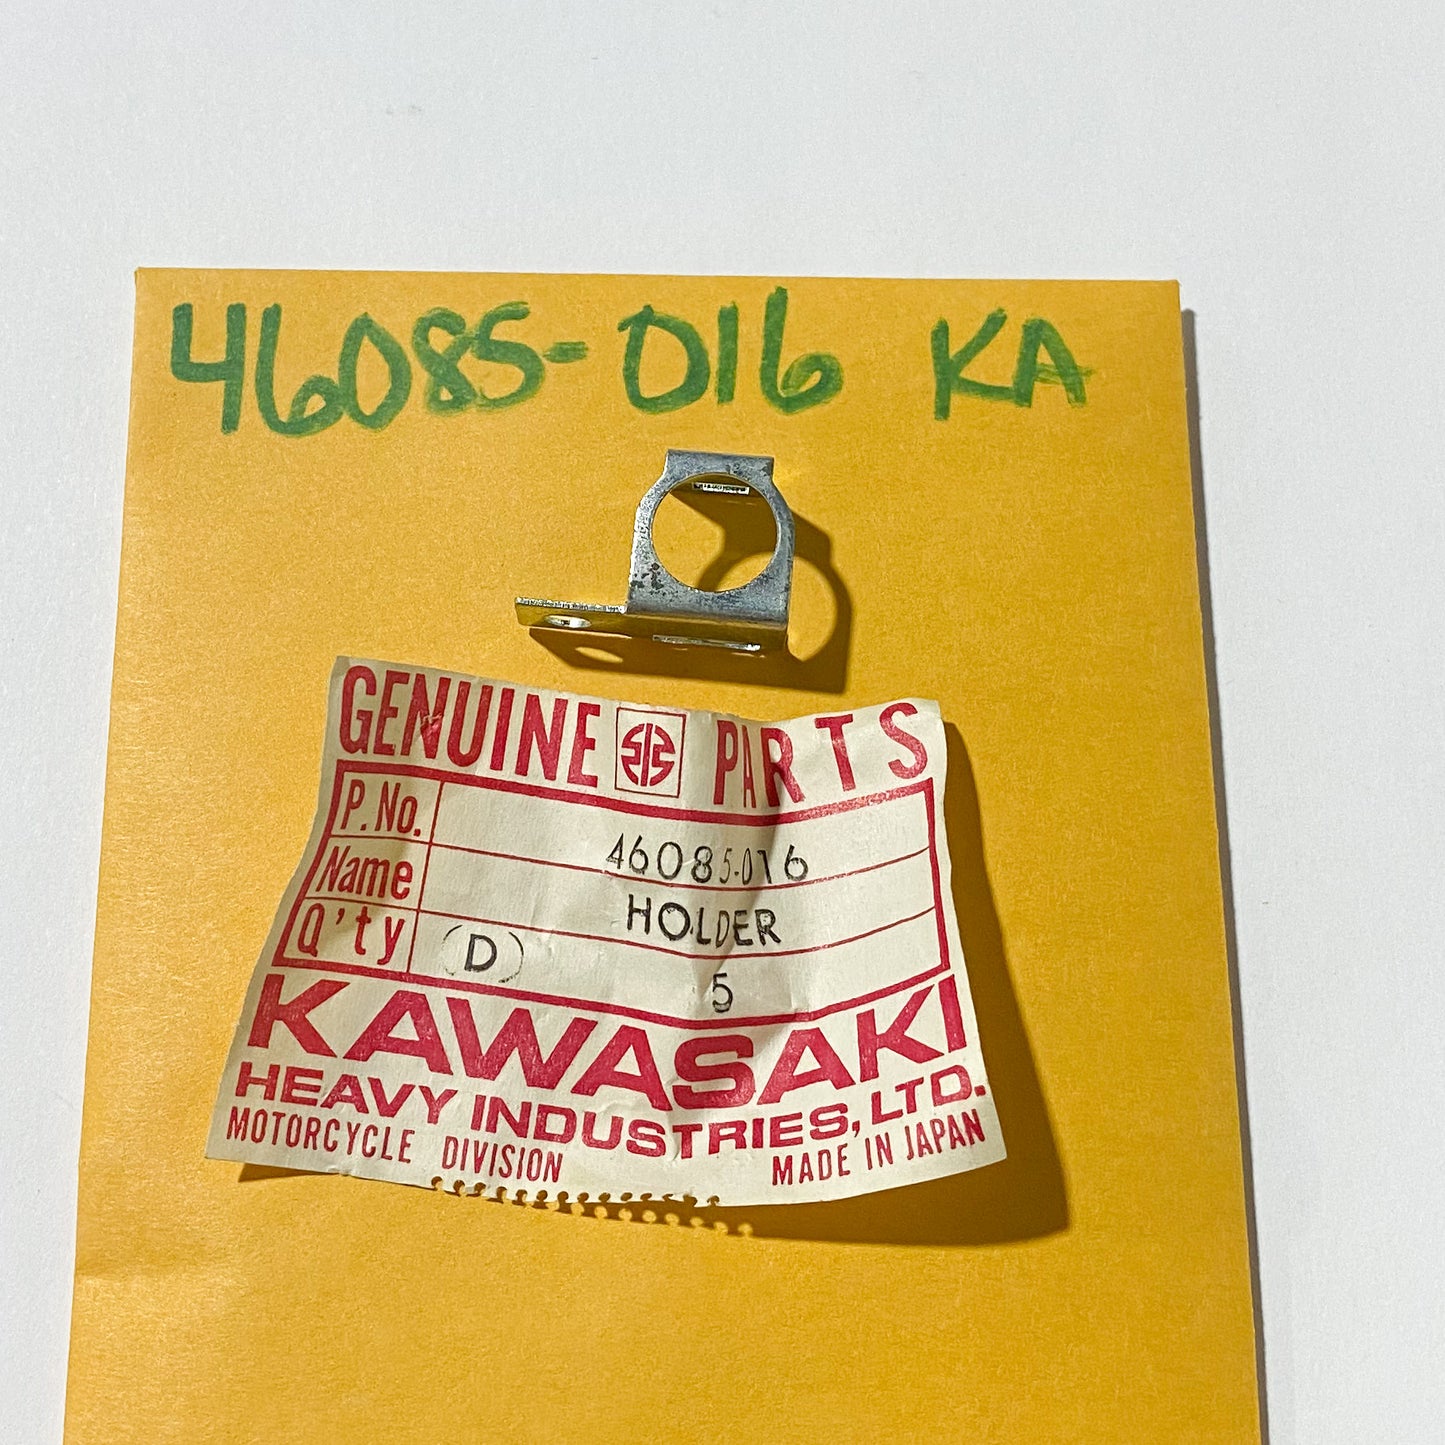 46085-016 KA
GENUINE PARTS
P.No. 46085-016
Name HOLDER
Q'ty (D) 5
KAWASAKI
HEAVY INDUSTRIES, LTD.
MOTORCYCLE DIVISION MADE IN JAPAN